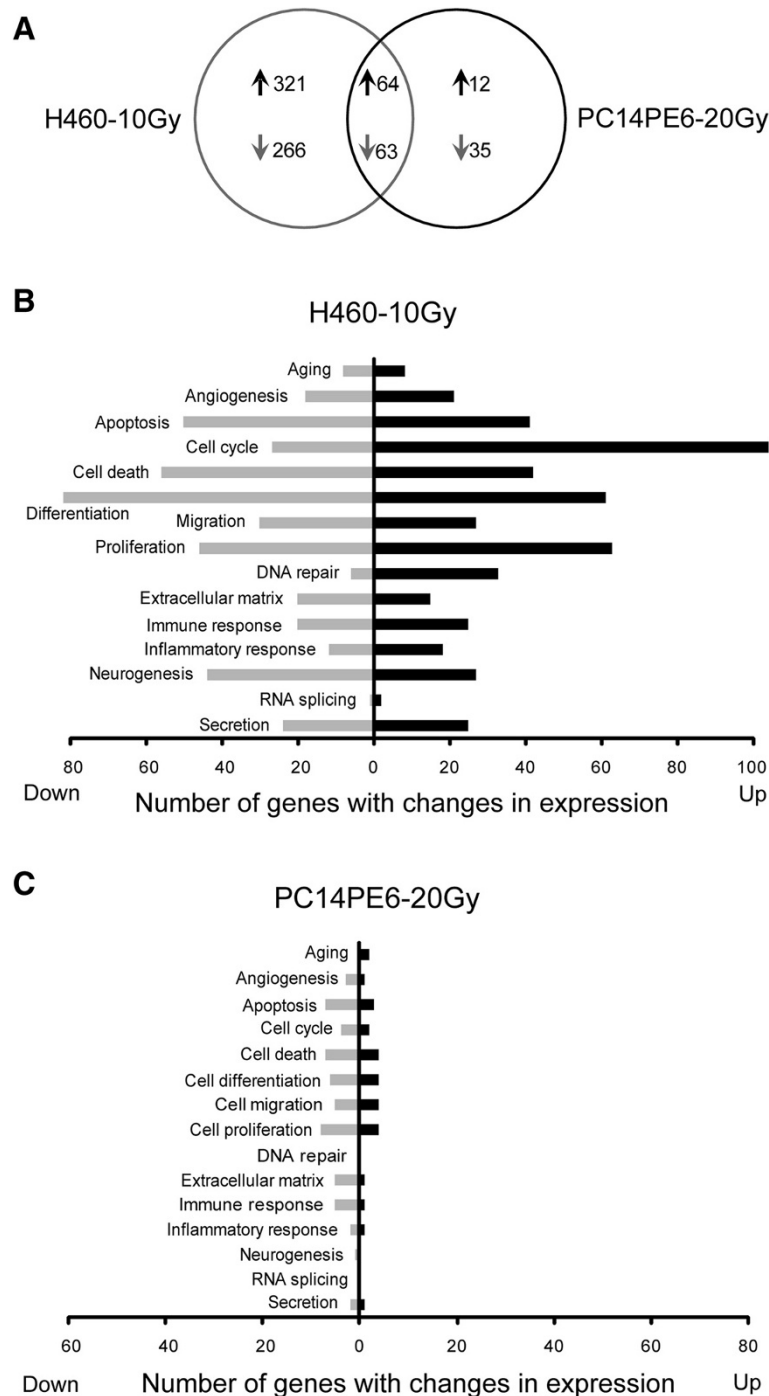 A
H460-10Gy
321
64
12
PC14PE6-20Gy
266
63
35
B
H460-10Gy
Aging
Angiogenesis
Apoptosis
Cell cycle
Cell death
Differentiation
Migration
Proliferation
DNA repair
Extracellular matrix
Immune response
Inflammatory response
Neurogenesis
RNA splicing
Secretion
80 60 40 20 0 20 40 60 80 100
Down Number of genes with changes in expression Up
C
PC14PE6-20Gy
Aging
Angiogenesis
Apoptosis
Cell cycle
Cell death
Cell differentiation
Cell migration
Cell proliferation
DNA repair
Extracellular matrix
Immune response
Inflammatory response
Neurogenesis
RNA splicing
Secretion
60 40 20 0 20 40 60 80
Down Number of genes with changes in expression Up